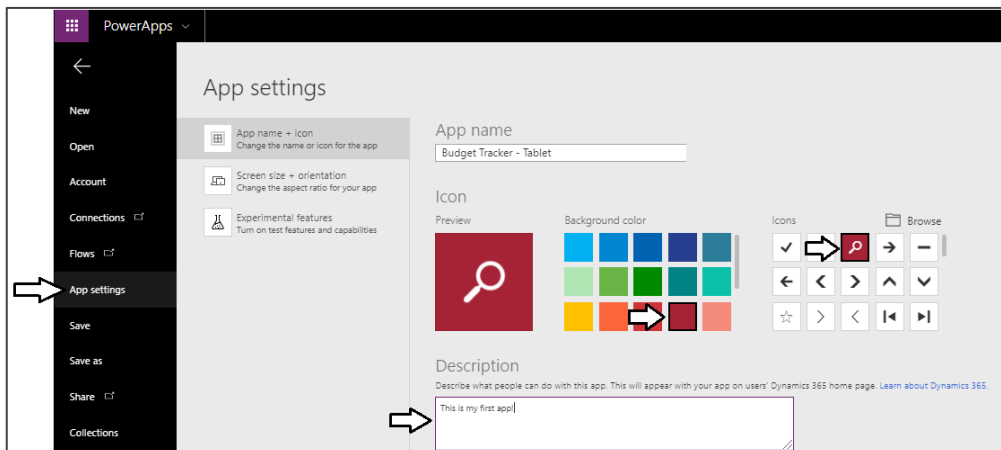 PowerApps
New
Open
Account
Connections
Flows
App settings
Save
Save as
Share
Collections
App settings
App name + icon
Change the name or icon for the app
Screen size + orientation
Change the aspect ratio for your app
Experimental features
Turn on test features and capabilities
App name
Budget Tracker - Tablet
Icon
Preview
Background color
Icons
Browse
Description
Describe what people can do with this app. This will appear with your app on users' Dynamics 365 home page. Learn about Dynamics 365.
This is my first app!